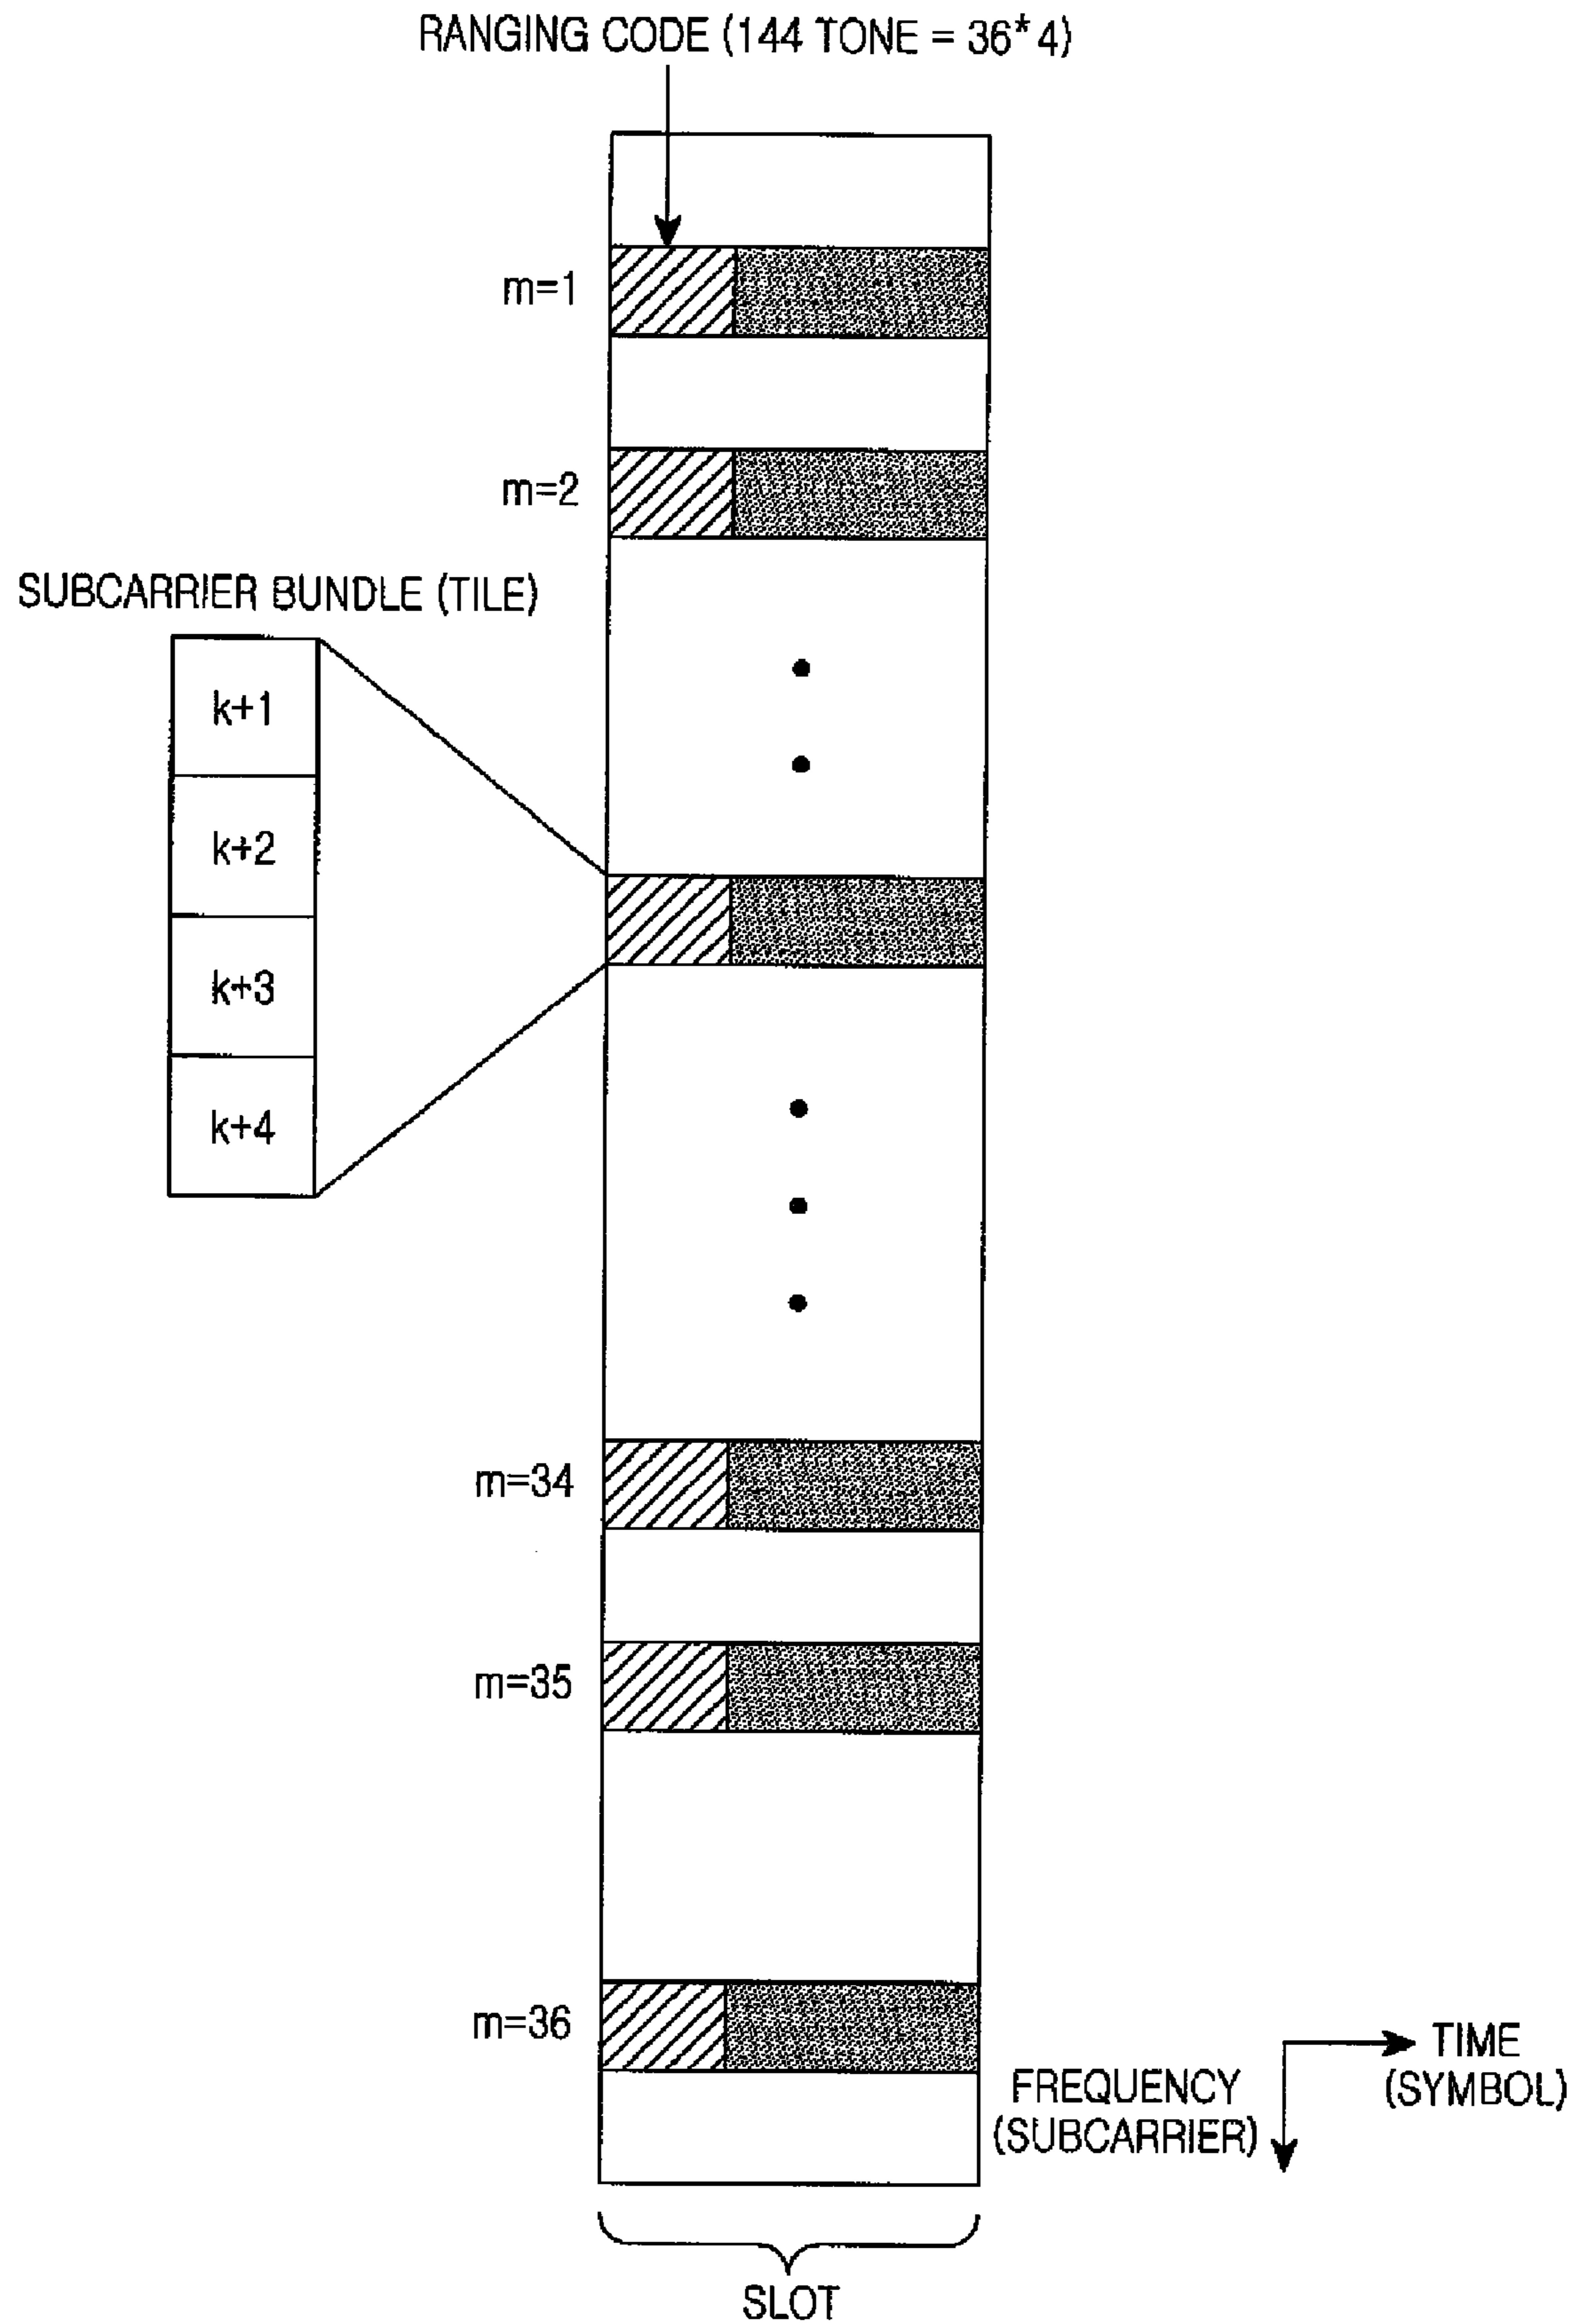 RANGING CODE (144 TONE = 36*4)
m=1
m=2
SUBCARRIER BUNDLE (TILE)
k+1
k+2
k+3
k+4
m=34
m=35
m=36
TIME
(SYMBOL)
FREQUENCY
(SUBCARRIER)
SLOT